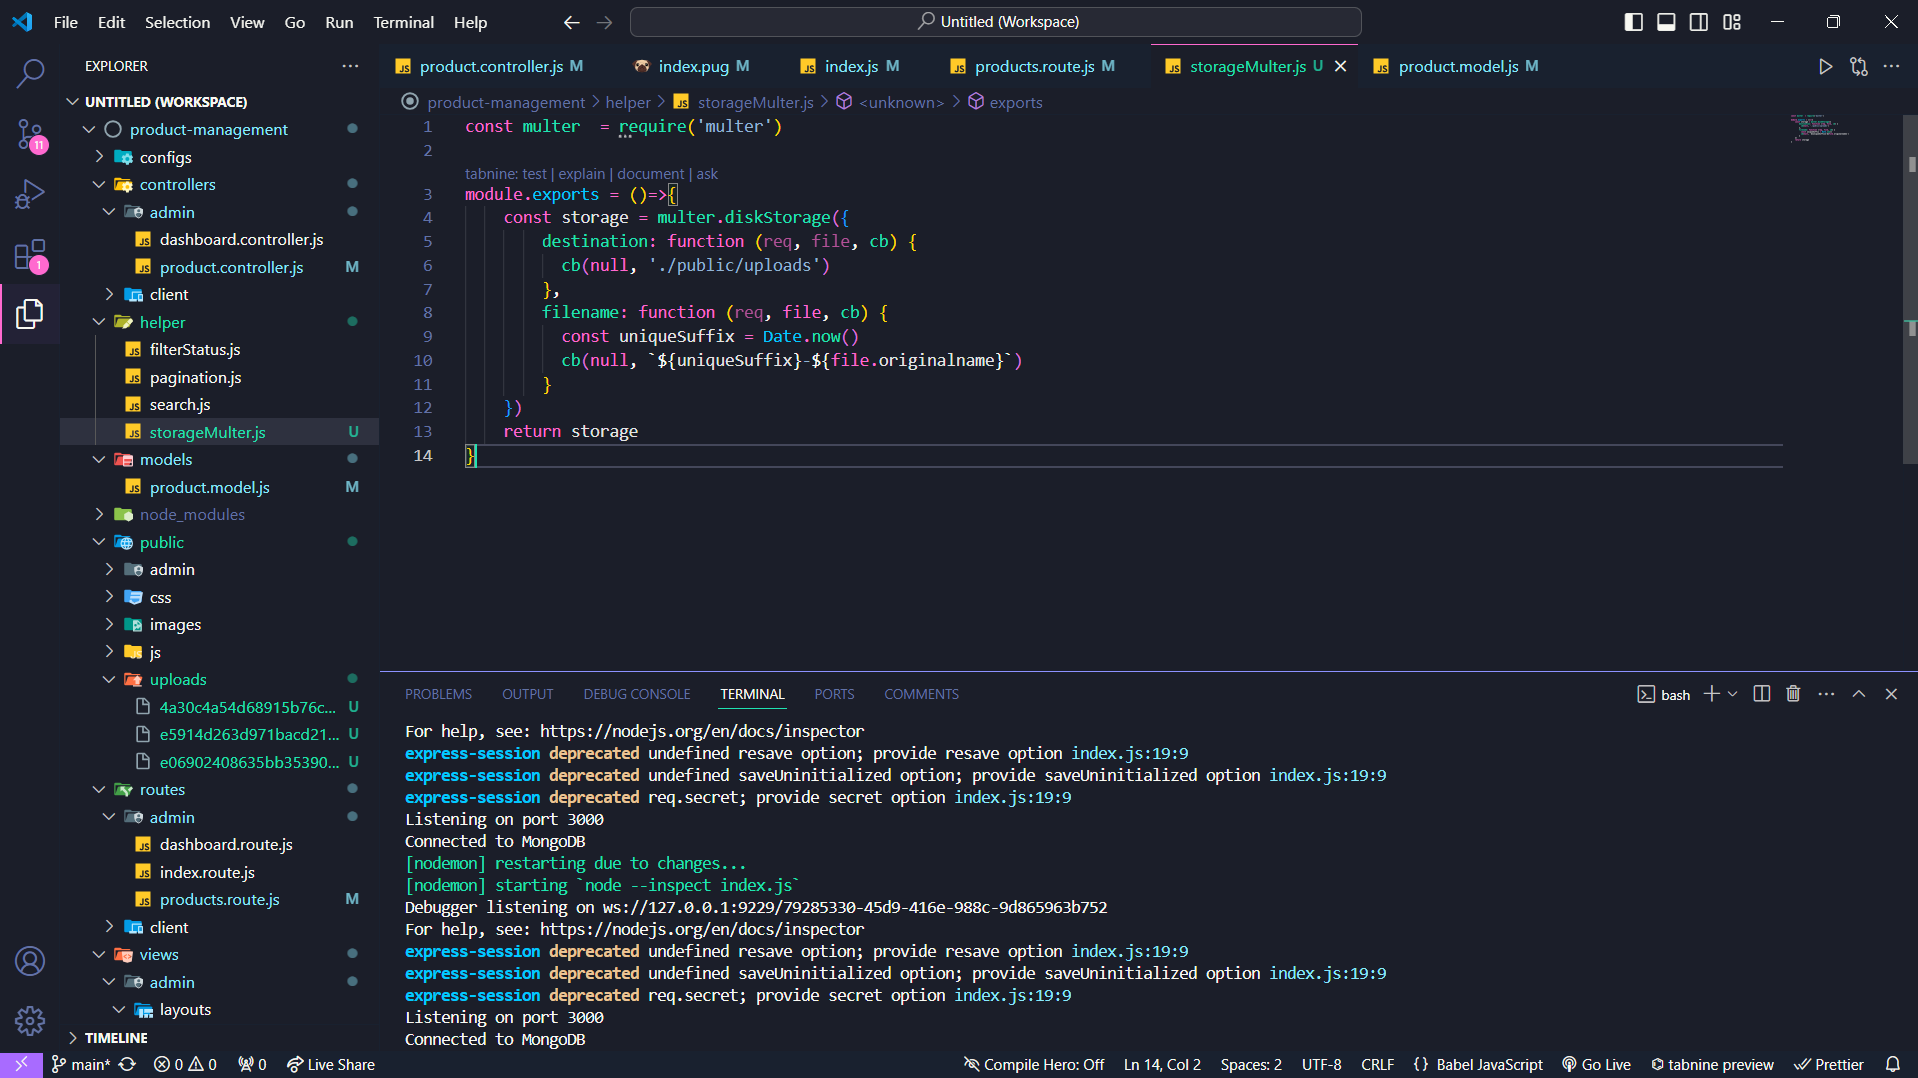 File Edit Selection View Go Run Terminal Help
Untitled (Workspace)
EXPLORER
UNTITLED (WORKSPACE)
product-management
configs
controllers
admin
dashboard.controller.js
product.controller.js M
client
helper
filterStatus.js
pagination.js
search.js
storageMulter.js U
models
product.model.js M
node_modules
public
admin
css
images
js
uploads
4a30c4a54d68915b76c... U
e5914d263d971bacd21... U
e06902408635bb35390... U
routes
admin
dashboard.route.js
index.route.js
products.route.js M
client
views
admin
layouts
TIMELINE
11
1
product.controller.js M index.pug M index.js M products.route.js M storageMulter.js U product.model.js M
product-management > helper > storageMulter.js > <unknown> > exports
1 const multer  = require('multer')
2
tabnine: test | explain | document | ask
3 module.exports = ()=>{
4     const storage = multer.diskStorage({
5         destination: function (req, file, cb) {
6           cb(null, './public/uploads')
7         },
8         filename: function (req, file, cb) {
9           const uniqueSuffix = Date.now()
10           cb(null, `${uniqueSuffix}-${file.originalname}`)
11         }
12     })
13     return storage
14 }
PROBLEMS OUTPUT DEBUG CONSOLE TERMINAL PORTS COMMENTS
bash
For help, see: https://nodejs.org/en/docs/inspector
express-session deprecated undefined resave option; provide resave option index.js:19:9
express-session deprecated undefined saveUninitialized option; provide saveUninitialized option index.js:19:9
express-session deprecated req.secret; provide secret option index.js:19:9
Listening on port 3000
Connected to MongoDB
[nodemon] restarting due to changes...
[nodemon] starting `node --inspect index.js`
Debugger listening on ws://127.0.0.1:9229/79285330-45d9-416e-988c-9d865963b752
For help, see: https://nodejs.org/en/docs/inspector
express-session deprecated undefined resave option; provide resave option index.js:19:9
express-session deprecated undefined saveUninitialized option; provide saveUninitialized option index.js:19:9
express-session deprecated req.secret; provide secret option index.js:19:9
Listening on port 3000
Connected to MongoDB
main* 0 0 0 Live Share Compile Hero: Off Ln 14, Col 2 Spaces: 2 UTF-8 CRLF {} Babel JavaScript Go Live tabnine preview Prettier